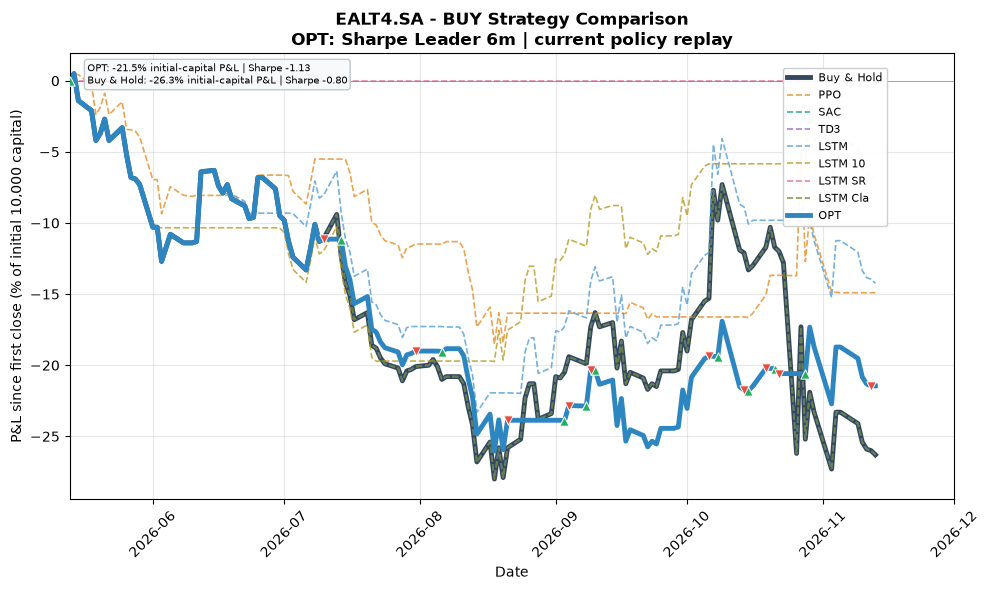 EALT4.SA - BUY Strategy Comparison
OPT: Sharpe Leader 6m | current policy replay
OPT: -21.5% initial-capital P&L | Sharpe -1.13
Buy & Hold: -26.3% initial-capital P&L | Sharpe -0.80
Buy & Hold
PPO
SAC
TD3
LSTM
LSTM 10
LSTM SR
LSTM Cla
OPT
P&L since first close (% of initial 10,000 capital)
0
−5
−10
−15
−20
−25
2026-06
2026-07
2026-08
2026-09
2026-10
2026-11
2026-12
Date